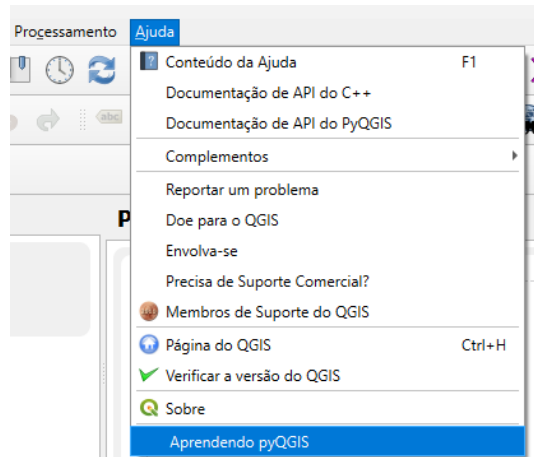 Processamento Ajuda
Conteúdo da Ajuda F1
Documentação de API do C++
Documentação de API do PyQGIS
abc
Complementos
Reportar um problema
Doe para o QGIS
P
Envolva-se
Precisa de Suporte Comercial?
Membros de Suporte do QGIS
Página do QGIS Ctrl+H
Verificar a versão do QGIS
Sobre
Aprendendo pyQGIS